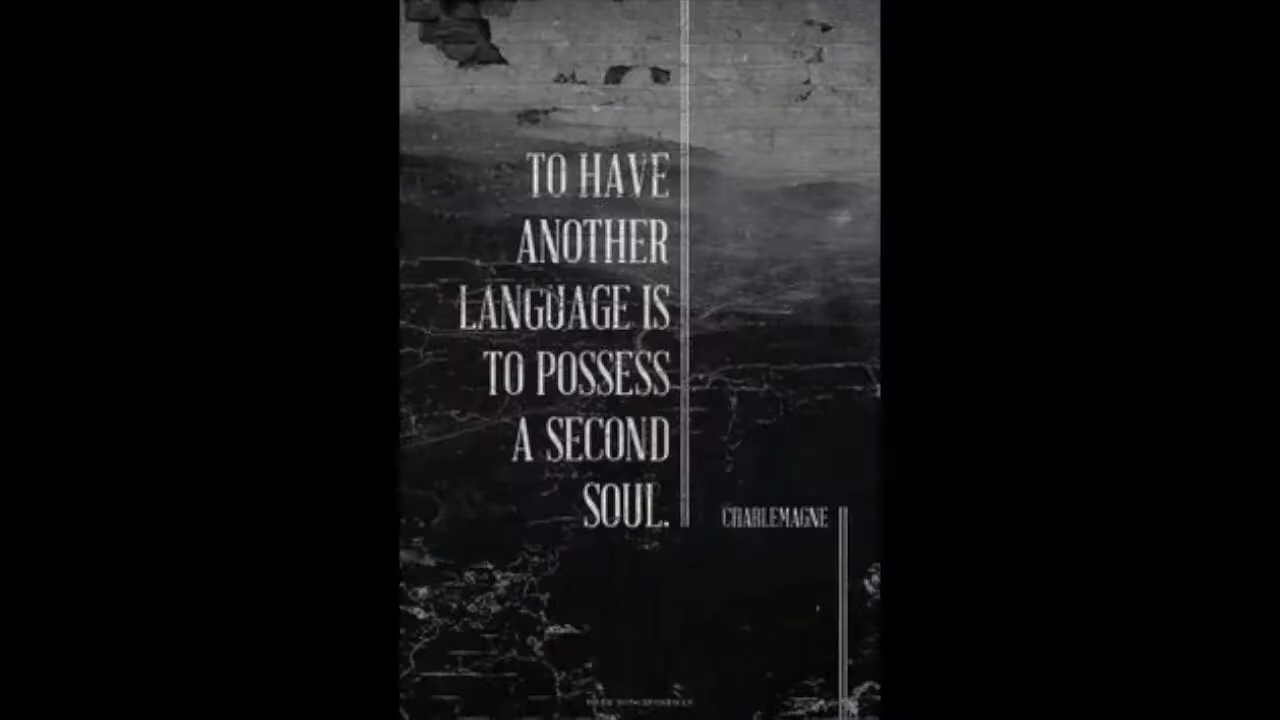 TO HAVE
ANOTHER
LANGUAGE IS
TO POSSESS
A SECOND
SOUL.
CHARLEMAGNE